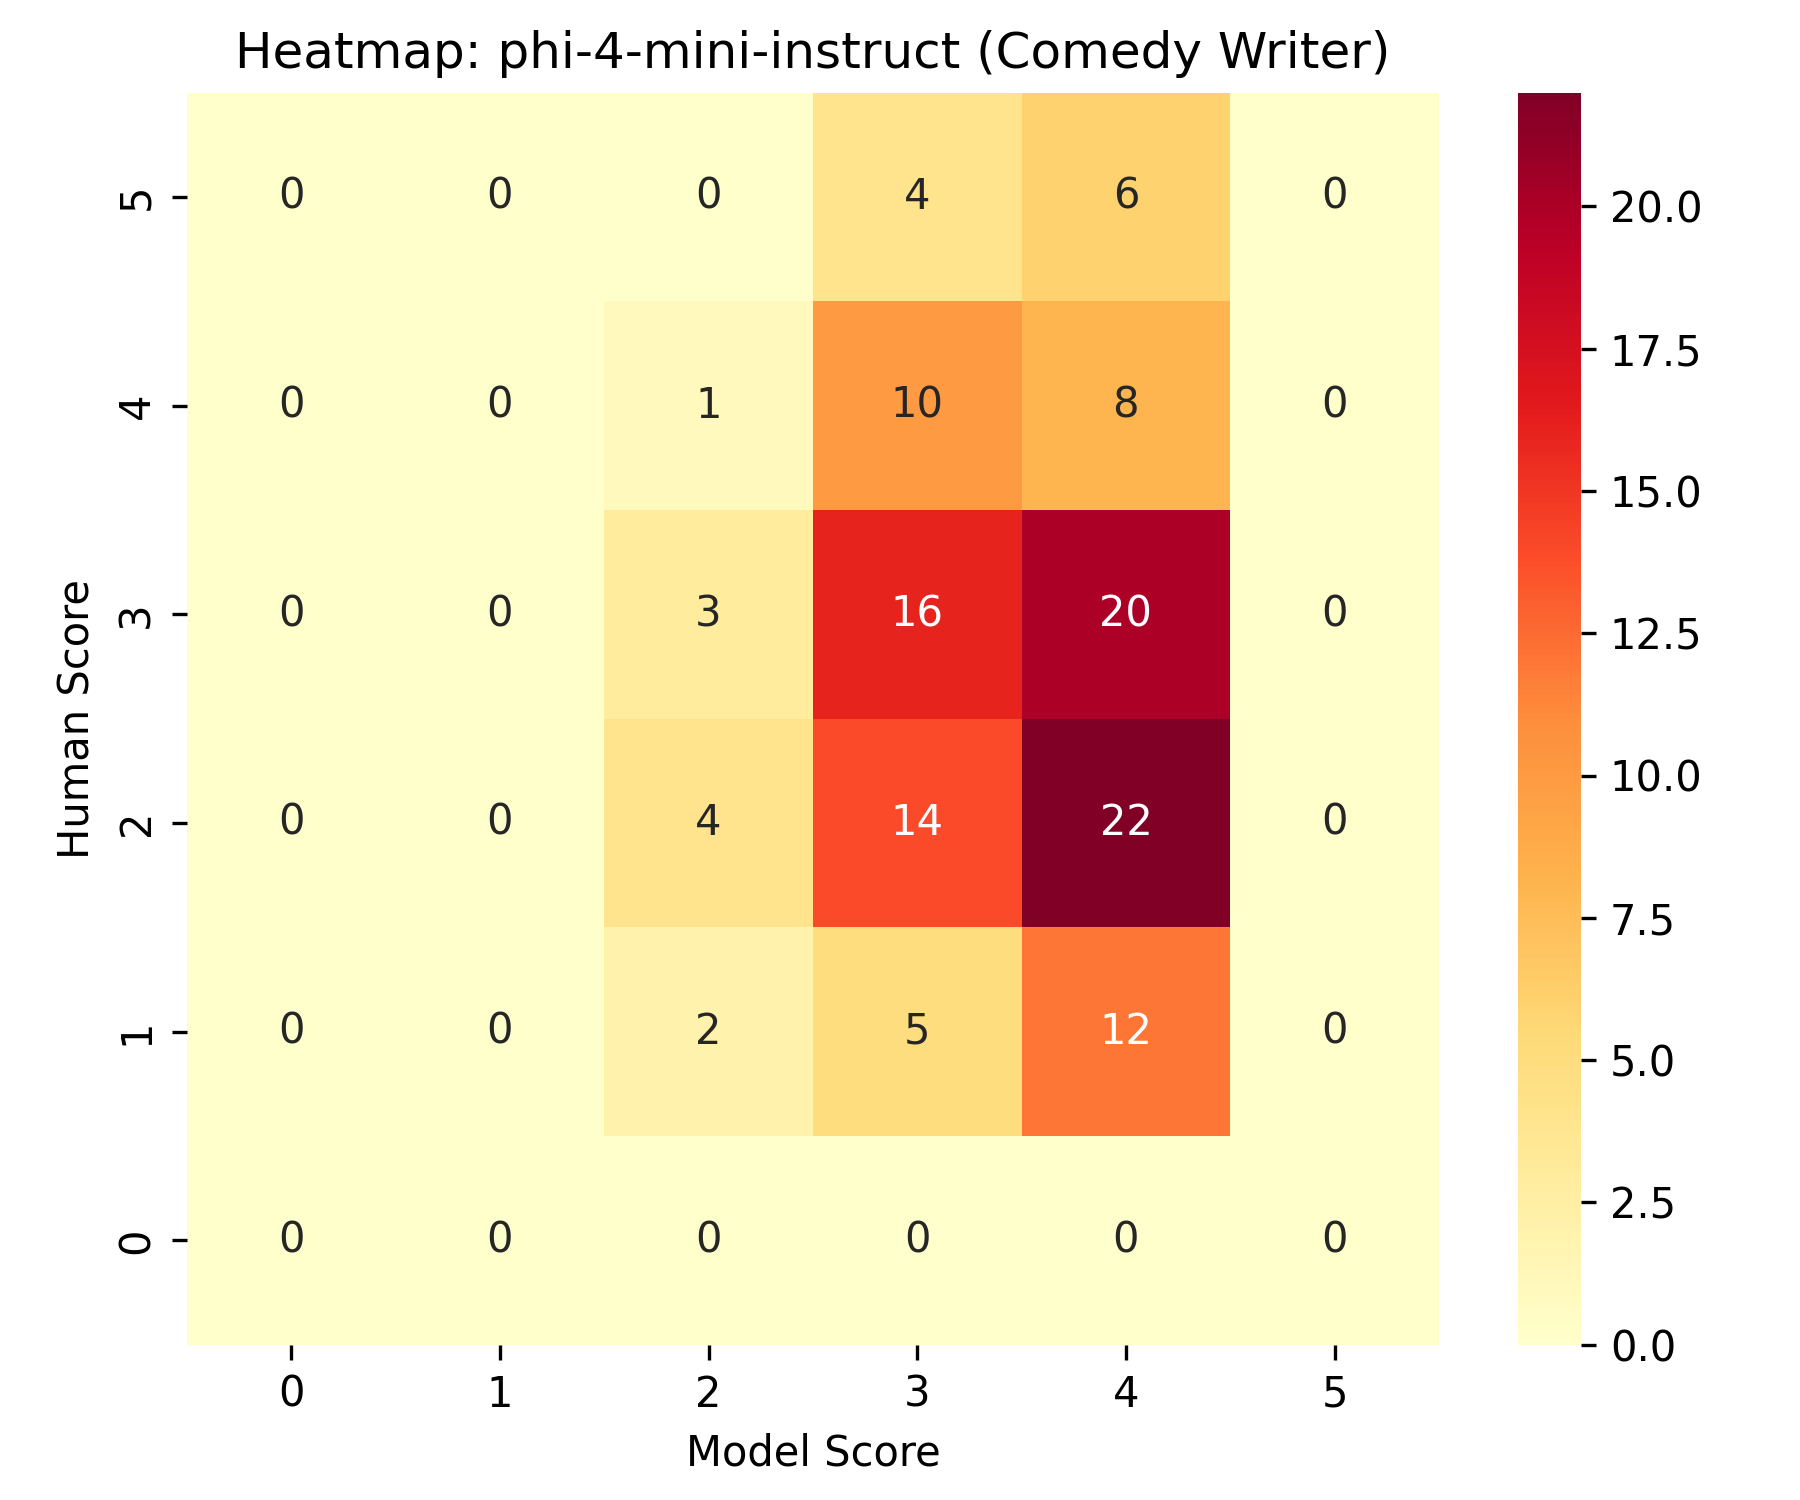 Heatmap: phi-4-mini-instruct (Comedy Writer)
Human Score
5 0 0 0 4 6 0
4 0 0 1 10 8 0
3 0 0 3 16 20 0
2 0 0 4 14 22 0
1 0 0 2 5 12 0
0 0 0 0 0 0 0
0 1 2 3 4 5
Model Score
20.0
17.5
15.0
12.5
10.0
7.5
5.0
2.5
0.0